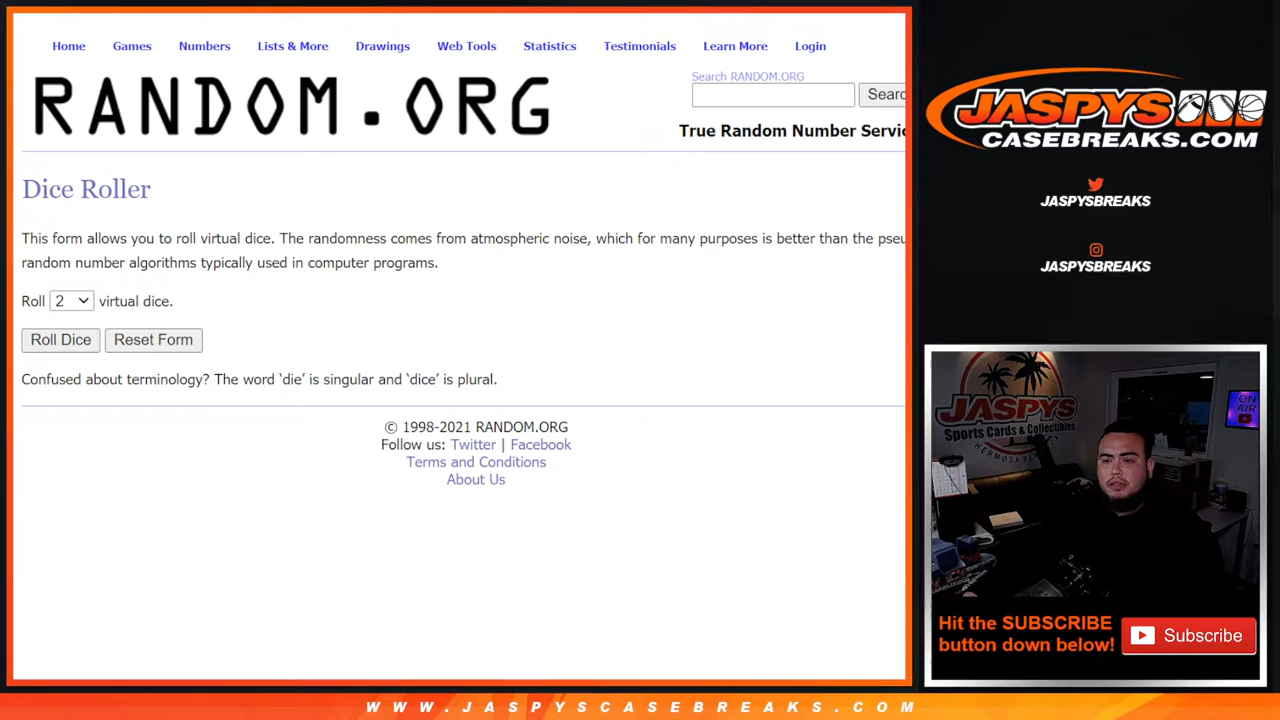 Home Games Numbers Lists & More Drawings Web Tools Statistics Testimonials Learn More Login
RANDOM.ORG
Search RANDOM.ORG
Searc
True Random Number Servic
Dice Roller
This form allows you to roll virtual dice. The randomness comes from atmospheric noise, which for many purposes is better than the pseu
random number algorithms typically used in computer programs.
Roll 2 virtual dice.
Roll Dice Reset Form
Confused about terminology? The word ‘die’ is singular and ‘dice’ is plural.
© 1998-2021 RANDOM.ORG
Follow us: Twitter | Facebook
Terms and Conditions
About Us
JASPYS
CASEBREAKS.COM
JASPYSBREAKS
JASPYSBREAKS
JASPYS
Sports Cards & Collectibles
HERMOSA BEACH
ON
AIR
Hit the SUBSCRIBE
button down below!
Subscribe
WWW.JASPYSCASEBREAKS.COM